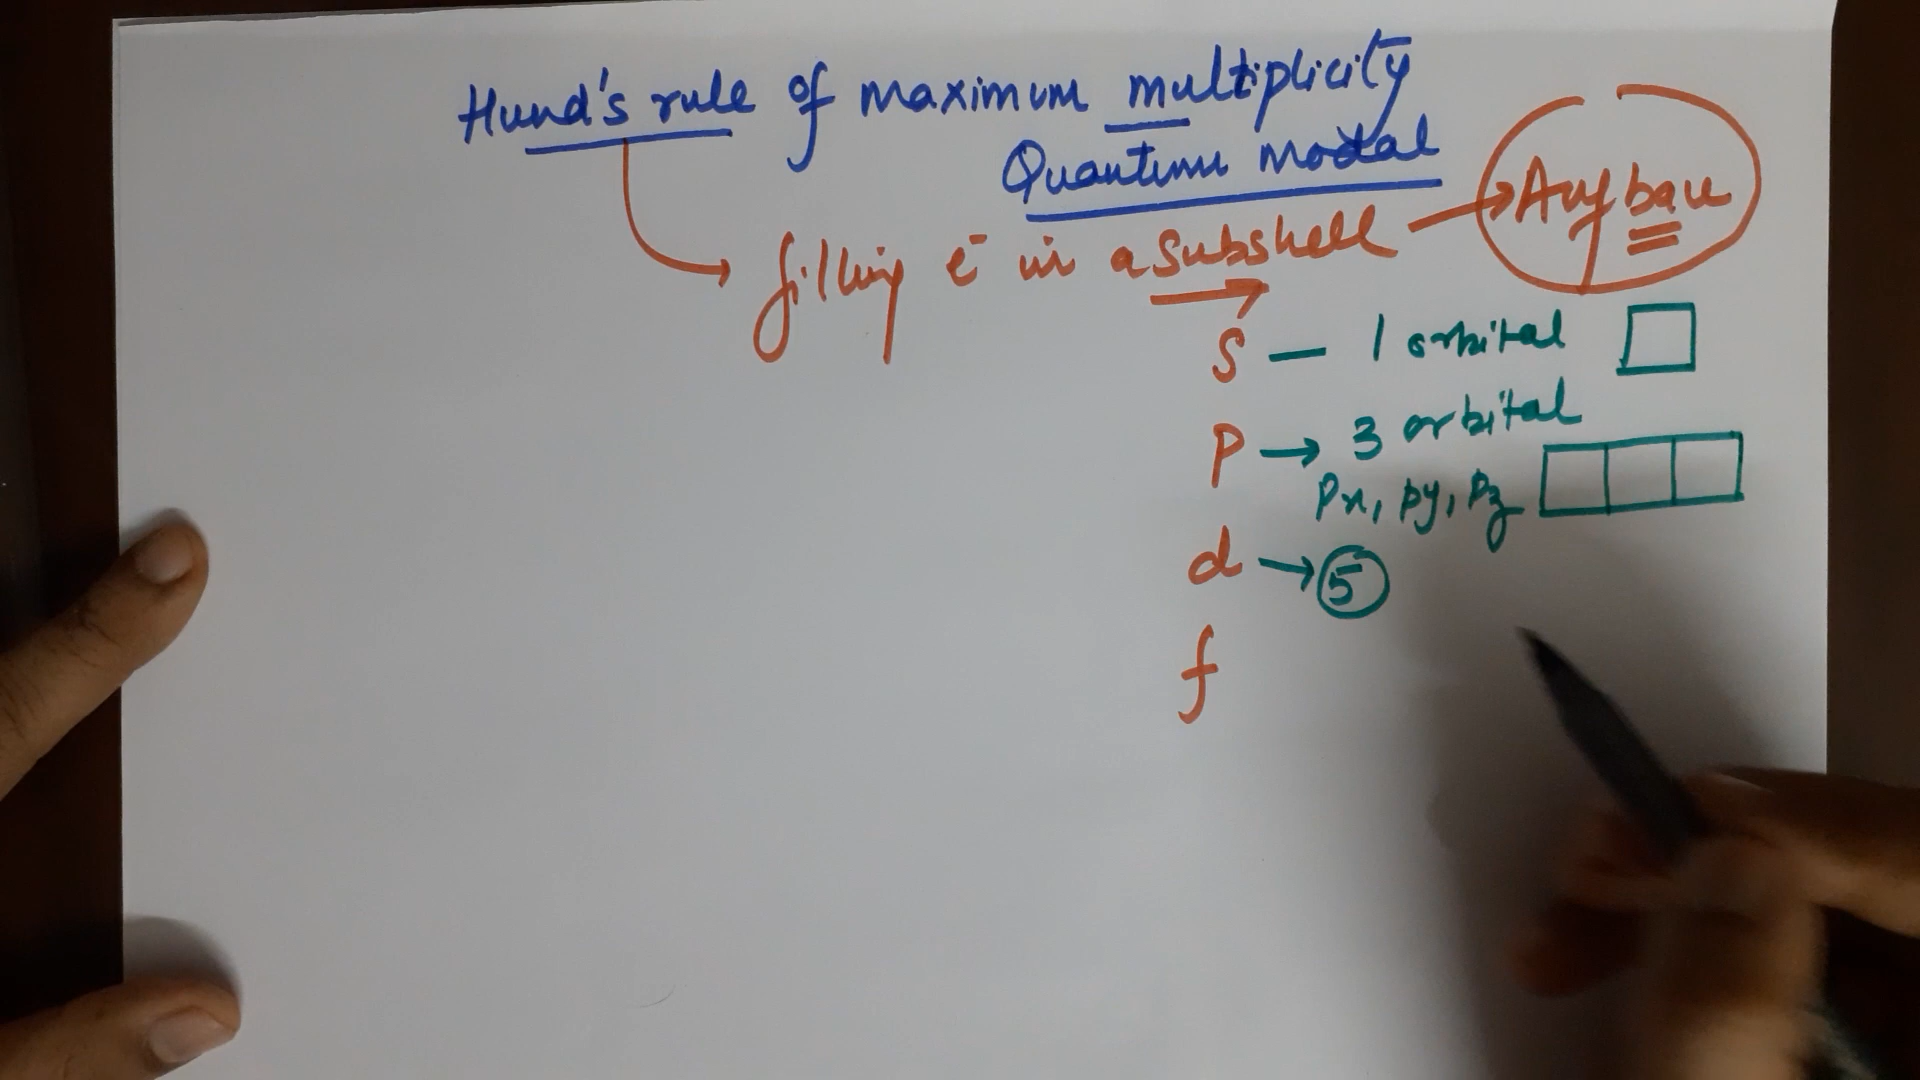 Hund's rule of maximum multiplicity
Quantum modal
filling e⁻ in a subshell → Aufbau
S — 1 orbital
P → 3 orbital
Px, Py, Pz
d → 5
f